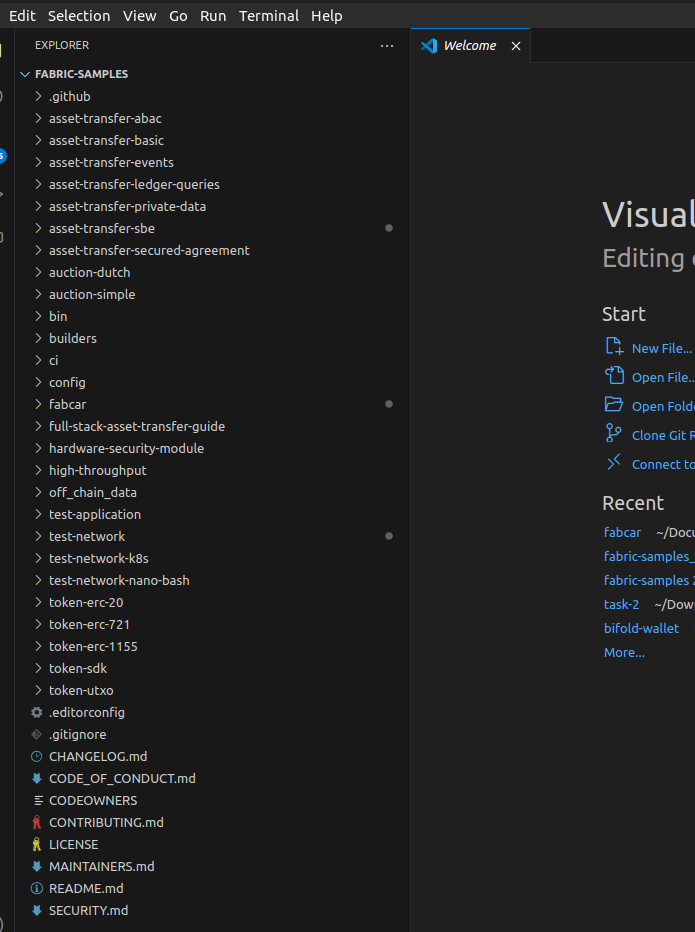 Edit Selection View Go Run Terminal Help
EXPLORER ...
Welcome
FABRIC-SAMPLES
.github
asset-transfer-abac
asset-transfer-basic
asset-transfer-events
asset-transfer-ledger-queries
asset-transfer-private-data
asset-transfer-sbe
asset-transfer-secured-agreement
auction-dutch
auction-simple
bin
builders
ci
config
fabcar
full-stack-asset-transfer-guide
hardware-security-module
high-throughput
off_chain_data
test-application
test-network
test-network-k8s
test-network-nano-bash
token-erc-20
token-erc-721
token-erc-1155
token-sdk
token-utxo
.editorconfig
.gitignore
CHANGELOG.md
CODE_OF_CONDUCT.md
CODEOWNERS
CONTRIBUTING.md
LICENSE
MAINTAINERS.md
README.md
SECURITY.md
Visual
Editing
Start
New File...
Open File...
Open Fold
Clone Git R
Connect to
Recent
fabcar ~/Docu
fabric-samples_
fabric-samples 2
task-2 ~/Dow
bifold-wallet
More...